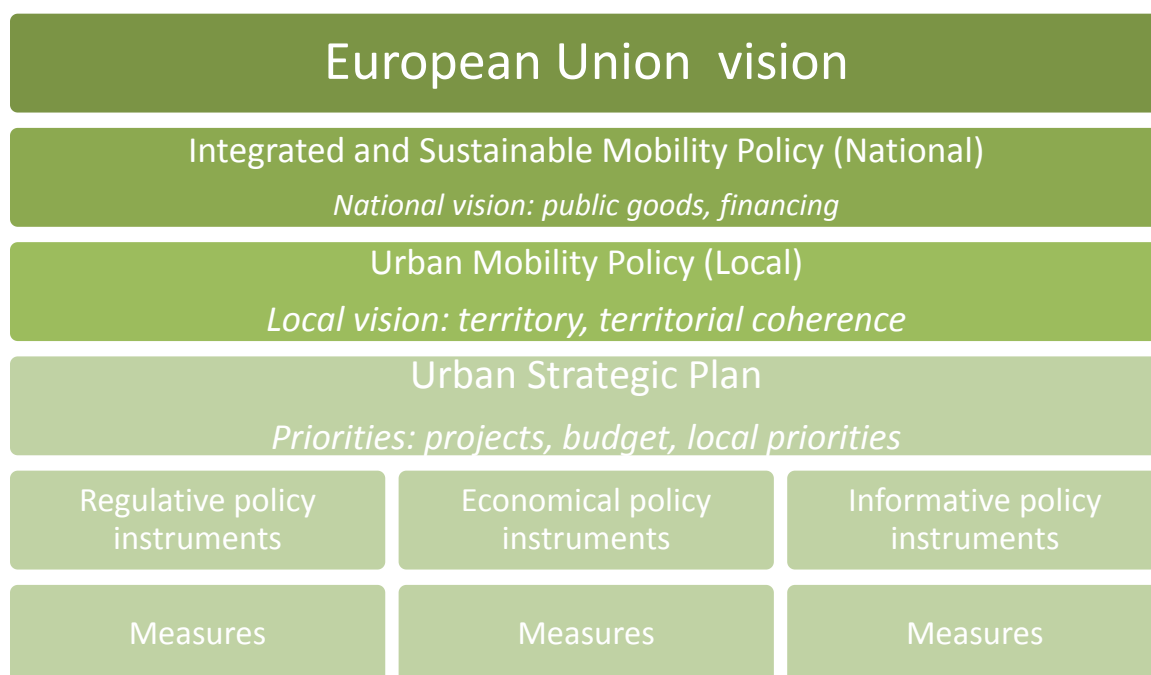 European Union  vision
Integrated and Sustainable Mobility Policy (National)
National vision: public goods, financing
Urban Mobility Policy (Local)
Local vision: territory, territorial coherence
Urban Strategic Plan
Priorities: projects, budget, local priorities
Regulative policy
instruments
Economical policy
instruments
Informative policy
instruments
Measures
Measures
Measures